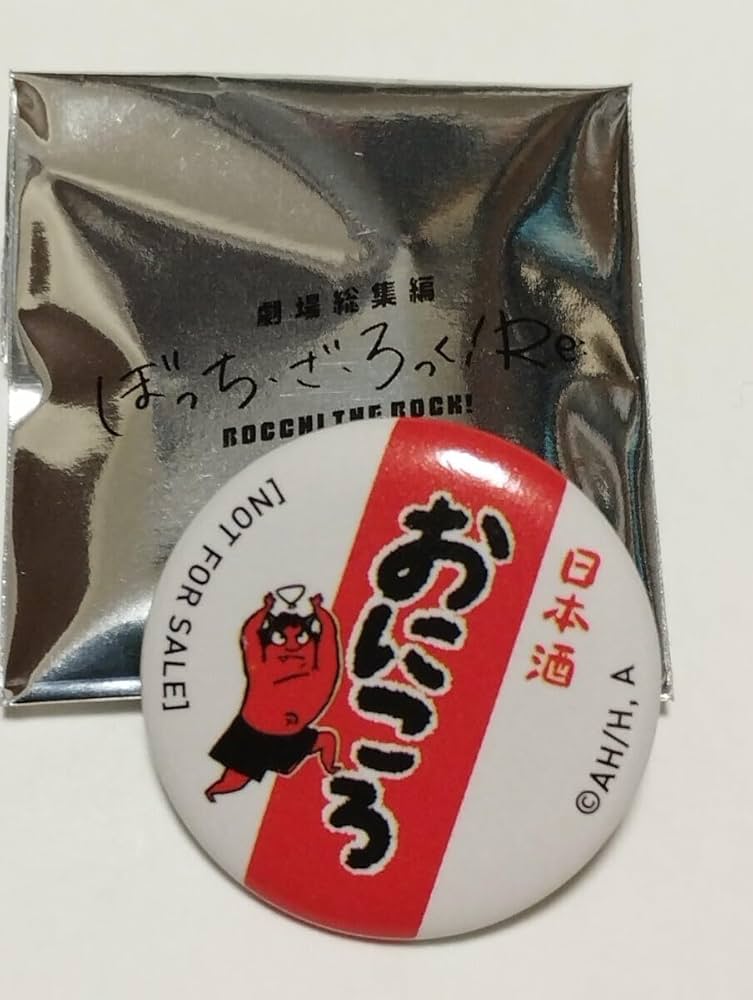 劇場総集編
ぼっち・ざ・ろっく!Re:
BOCCHI THE ROCK!
[NOT FOR SALE]
おにころ
日本酒
©AH/H, A